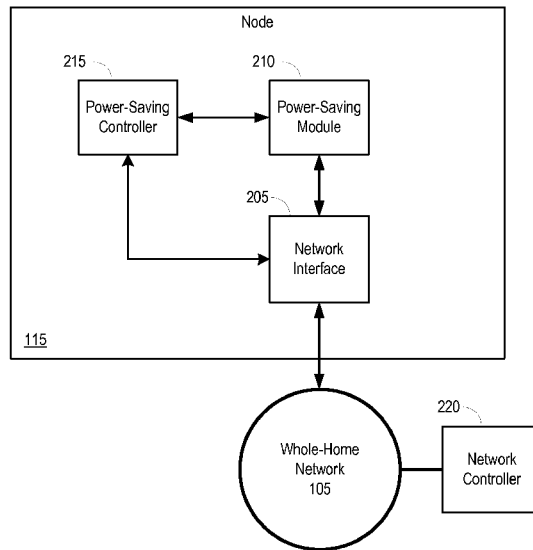 Node
215
Power-Saving
Controller
210
Power-Saving
Module
205
Network
Interface
115
Whole-Home
Network
105
220
Network
Controller